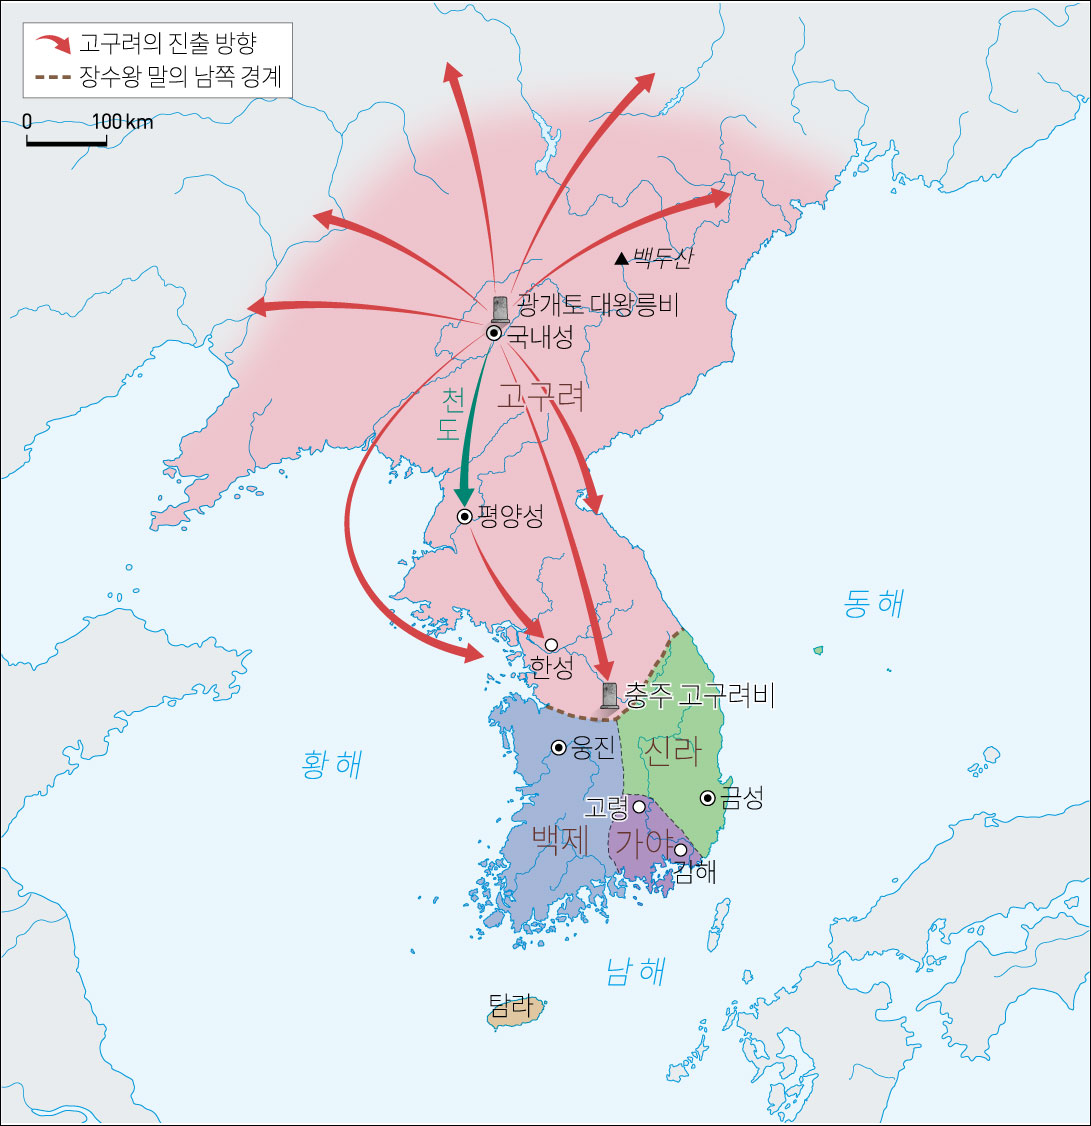 고구려의 진출 방향
장수왕 말의 남쪽 경계
0 100 km
백두산
광개토 대왕릉비
국내성
고구려
천
도
평양성
동해
한성
충주 고구려비
황해
웅진
신라
고령
금성
백제
가야
김해
남해
탐라